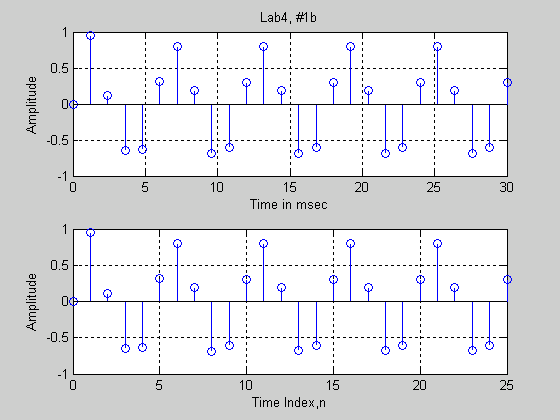 Lab4, #1b
1
0.5
0
-0.5
-1
Amplitude
0 5 10 15 20 25 30
Time in msec
1
0.5
0
-0.5
-1
Amplitude
0 5 10 15 20 25
Time Index,n